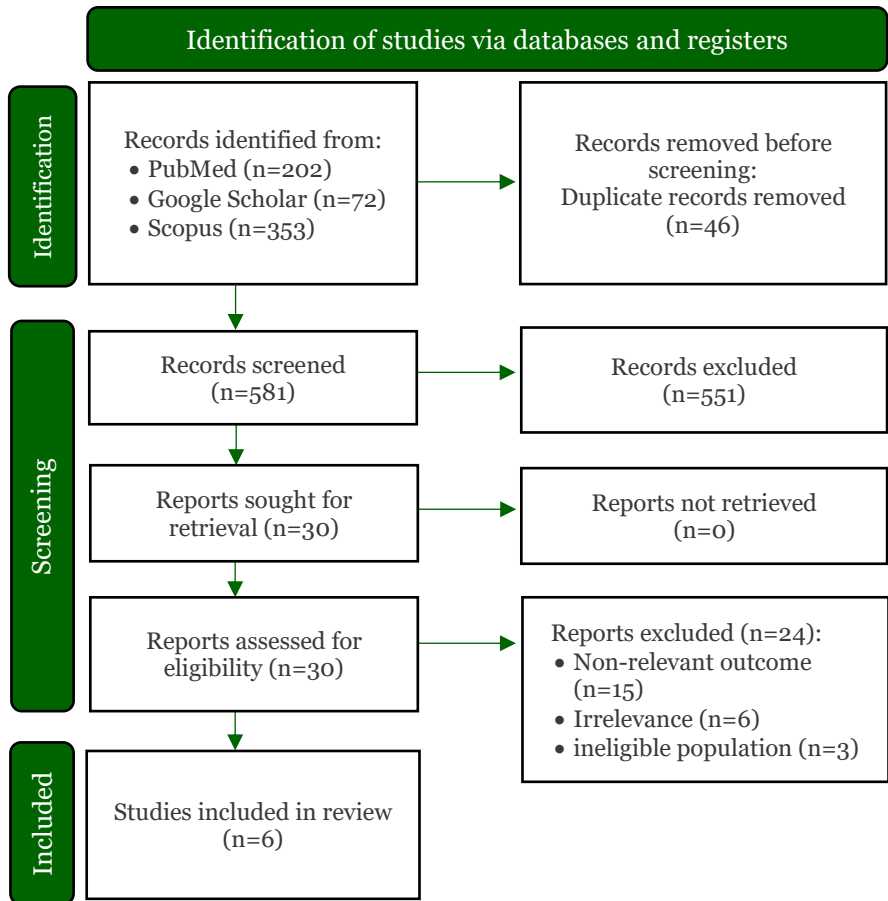 Identification of studies via databases and registers
Identification
Records identified from:
• PubMed (n=202)
• Google Scholar (n=72)
• Scopus (n=353)
Records removed before
screening:
Duplicate records removed
(n=46)
Screening
Records screened
(n=581)
Records excluded
(n=551)
Reports sought for
retrieval (n=30)
Reports not retrieved
(n=0)
Reports assessed for
eligibility (n=30)
Reports excluded (n=24):
• Non-relevant outcome
(n=15)
• Irrelevance (n=6)
• ineligible population (n=3)
Included
Studies included in review
(n=6)